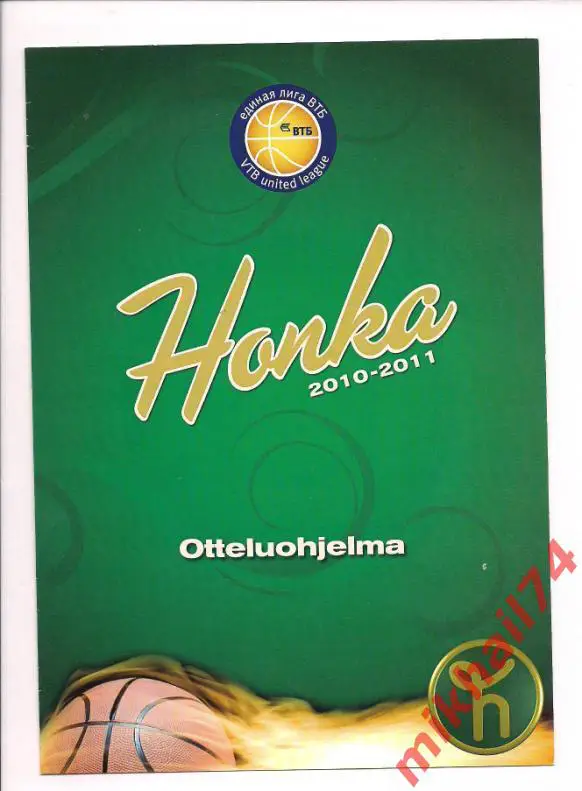 единая лига ВТБ
ВТБ
VTB united league
Honka
2010-2011
Otteluohjelma
h
mikhail74